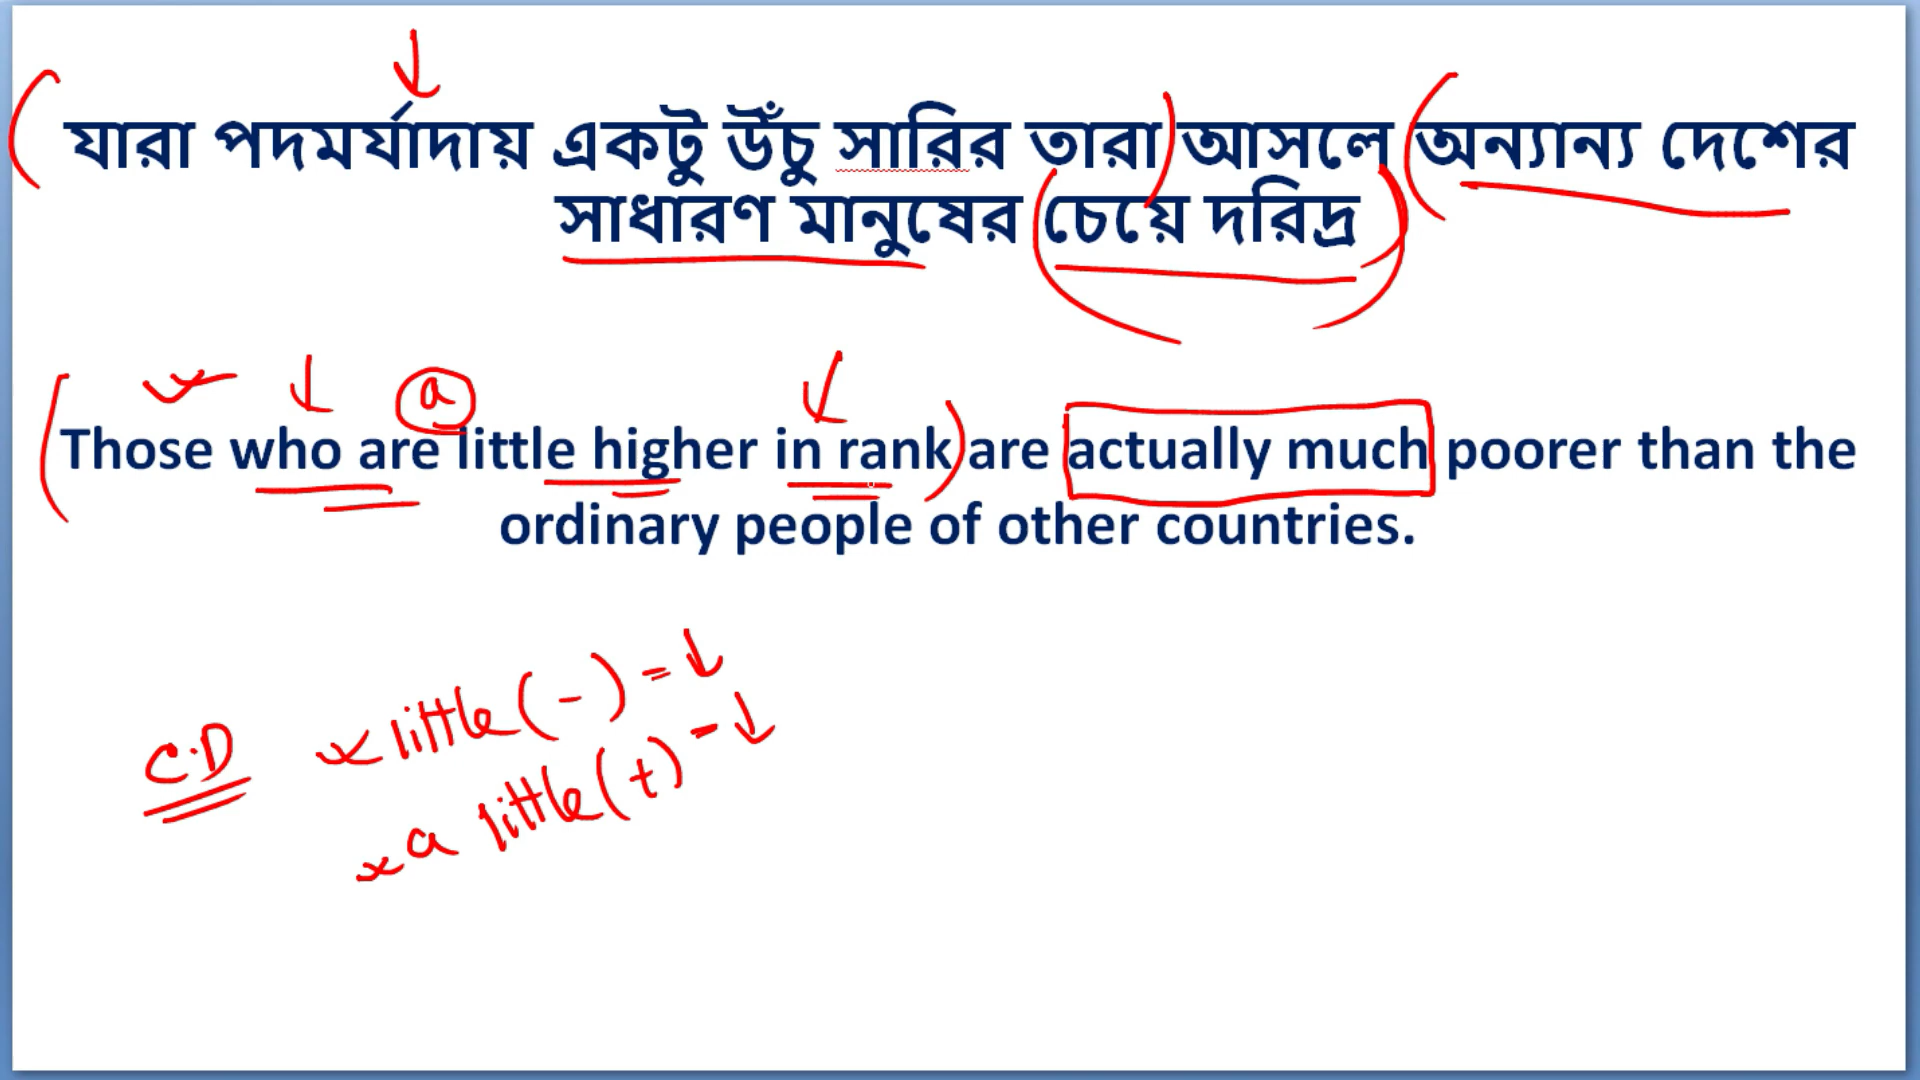 যারা পদমর্যাদায় একটু উঁচু সারির তারা আসলে অন্যান্য দেশের
সাধারণ মানুষের চেয়ে দরিদ্র
a
Those who are little higher in rank are actually much poorer than the
ordinary people of other countries.
little (-) =
C.D
a little (+) -